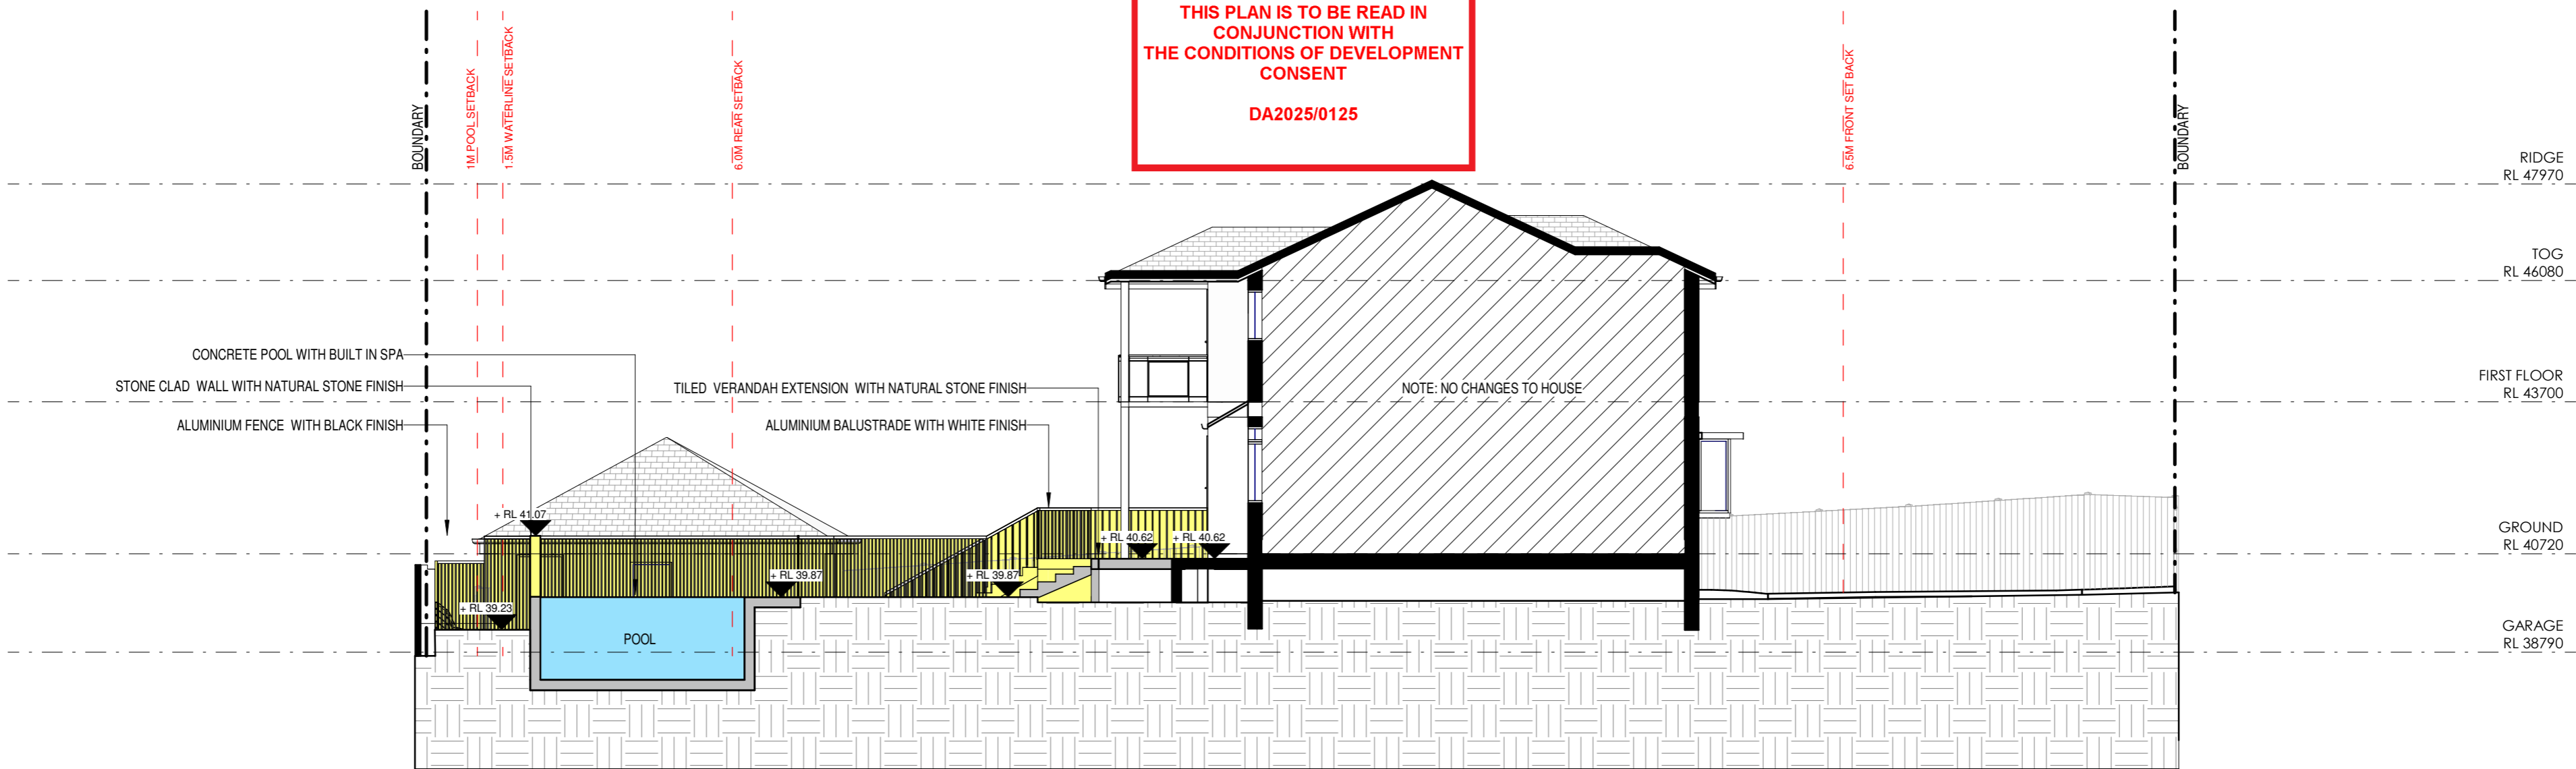 THIS PLAN IS TO BE READ IN
CONJUNCTION WITH
THE CONDITIONS OF DEVELOPMENT
CONSENT
DA2025/0125
BOUNDARY
1M POOL SETBACK
1.5M WATERLINE SETBACK
6.0M REAR SETBACK
6.5M FRONT SET BACK
BOUNDARY
RIDGE
RL 47970
TOG
RL 46080
FIRST FLOOR
RL 43700
GROUND
RL 40720
GARAGE
RL 38790
CONCRETE POOL WITH BUILT IN SPA
STONE CLAD WALL WITH NATURAL STONE FINISH
ALUMINIUM FENCE WITH BLACK FINISH
TILED VERANDAH EXTENSION WITH NATURAL STONE FINISH
ALUMINIUM BALUSTRADE WITH WHITE FINISH
NOTE: NO CHANGES TO HOUSE
+ RL 41.07
+ RL 40.62
+ RL 40.62
+ RL 39.87
+ RL 39.87
+ RL 39.23
POOL